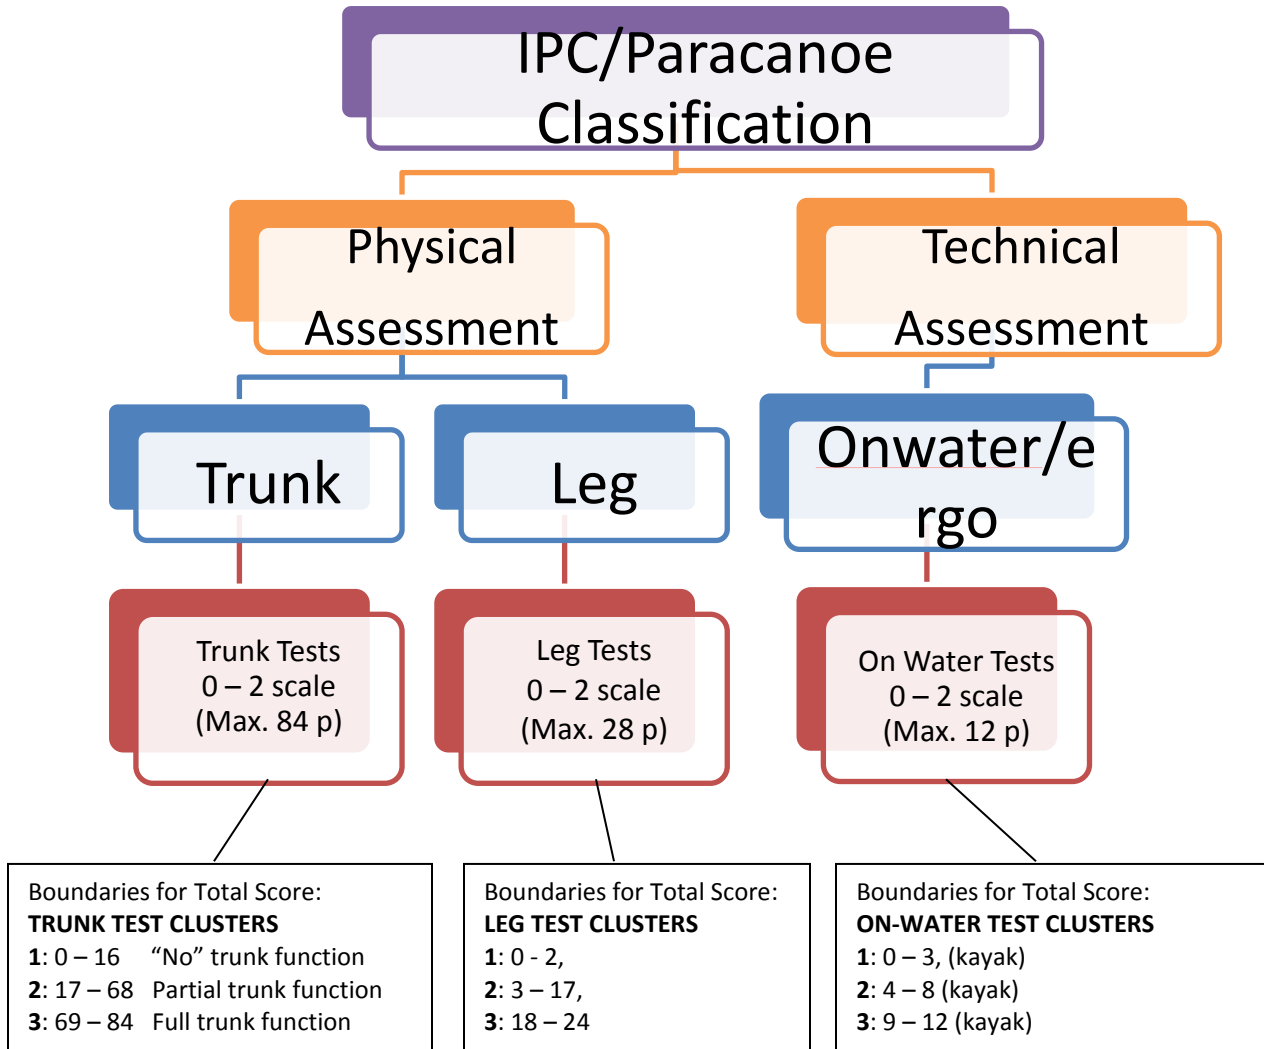 IPC/Paracanoe
Classification
Physical
Assessment
Technical
Assessment
Trunk
Leg
Onwater/e
rgo
Trunk Tests
0 – 2 scale
(Max. 84 p)
Leg Tests
0 – 2 scale
(Max. 28 p)
On Water Tests
0 – 2 scale
(Max. 12 p)
Boundaries for Total Score:
TRUNK TEST CLUSTERS
1: 0 – 16 “No” trunk function
2: 17 – 68 Partial trunk function
3: 69 – 84 Full trunk function
Boundaries for Total Score:
LEG TEST CLUSTERS
1: 0 - 2,
2: 3 – 17,
3: 18 – 24
Boundaries for Total Score:
ON-WATER TEST CLUSTERS
1: 0 – 3, (kayak)
2: 4 – 8 (kayak)
3: 9 – 12 (kayak)